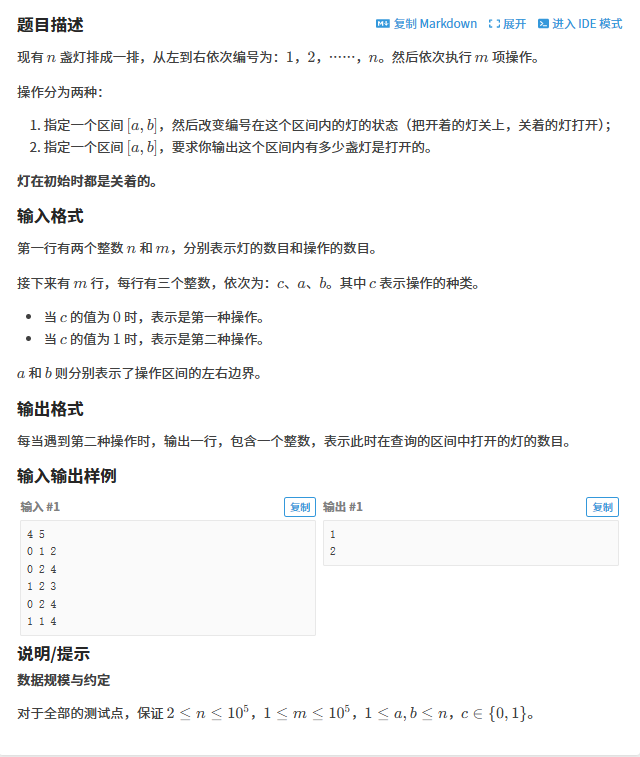 题目描述
复制 Markdown 展开 进入 IDE 模式
现有 n 盏灯排成一排，从左到右依次编号为：1，2，……，n。然后依次执行 m 项操作。
操作分为两种：
1. 指定一个区间 [a, b]，然后改变编号在这个区间内的灯的状态（把开着的灯关上，关着的灯打开）；
2. 指定一个区间 [a, b]，要求你输出这个区间内有多少盏灯是打开的。
灯在初始时都是关着的。
输入格式
第一行有两个整数 n 和 m，分别表示灯的数目和操作的数目。
接下来有 m 行，每行有三个整数，依次为：c、a、b。其中 c 表示操作的种类。
• 当 c 的值为 0 时，表示是第一种操作。
• 当 c 的值为 1 时，表示是第二种操作。
a 和 b 则分别表示了操作区间的左右边界。
输出格式
每当遇到第二种操作时，输出一行，包含一个整数，表示此时在查询的区间中打开的灯的数目。
输入输出样例
输入 #1 复制
4 5
0 1 2
0 2 4
1 2 3
0 2 4
1 1 4
输出 #1 复制
1
2
说明/提示
数据规模与约定
对于全部的测试点，保证 2 ≤ n ≤ 10⁵，1 ≤ m ≤ 10⁵，1 ≤ a, b ≤ n，c ∈ {0, 1}。